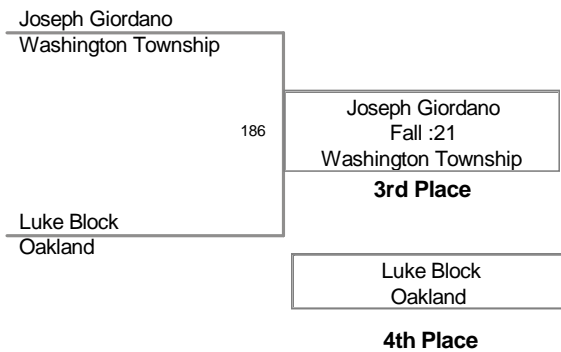 Joseph Giordano
Washington Township
186
Joseph Giordano
Fall :21
Washington Township
3rd Place
Luke Block
Oakland
Luke Block
Oakland
4th Place